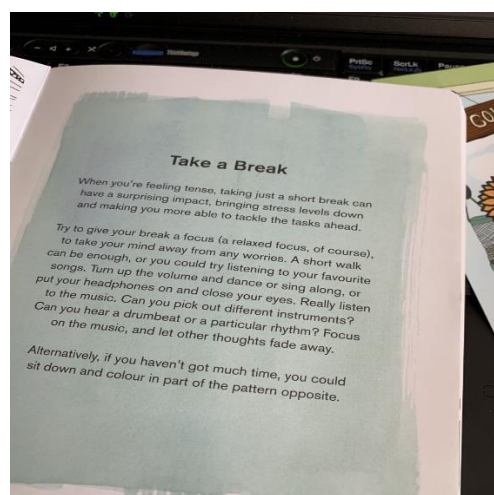 PrtSc
ScrLk
Pause
Take a Break
When you're feeling tense, taking just a short break can
have a surprising impact, bringing stress levels down
and making you more able to tackle the tasks ahead.
Try to give your break a focus (a relaxed focus, of course),
to take your mind away from any worries. A short walk
can be enough, or you could try listening to your favourite
songs. Turn up the volume and dance or sing along, or
put your headphones on and close your eyes. Really listen
to the music. Can you pick out different instruments?
Can you hear a drumbeat or a particular rhythm? Focus
on the music, and let other thoughts fade away.
Alternatively, if you haven't got much time, you could
sit down and colour in part of the pattern opposite.